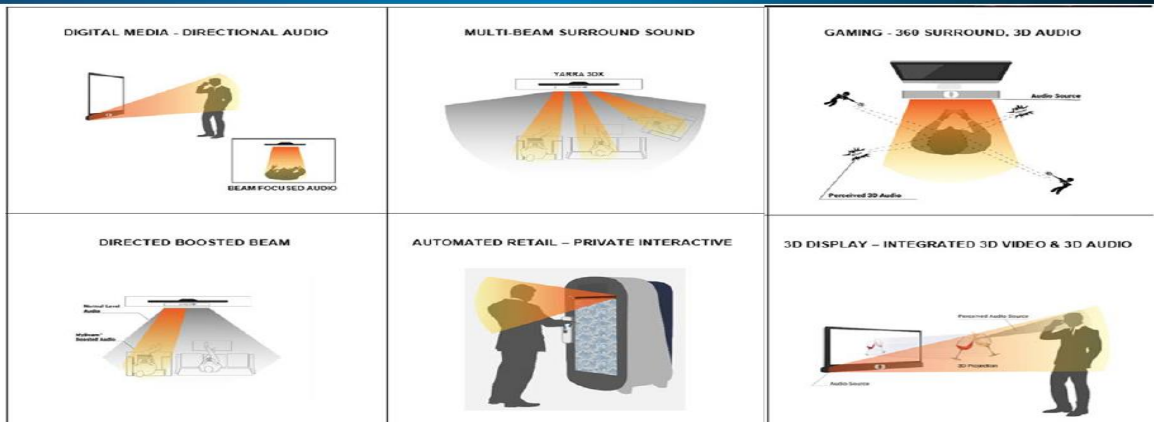 DIGITAL MEDIA - DIRECTIONAL AUDIO
BEAM FOCUSED AUDIO
MULTI-BEAM SURROUND SOUND
YARRA 3DX
GAMING - 360 SURROUND, 3D AUDIO
Audio Source
Perceived 3D Audio
DIRECTED BOOSTED BEAM
Normal Level
Audio
Boosted Audio
AUTOMATED RETAIL – PRIVATE INTERACTIVE
3D DISPLAY – INTEGRATED 3D VIDEO & 3D AUDIO
Perceived Audio Source
3D Projection
Audio Source